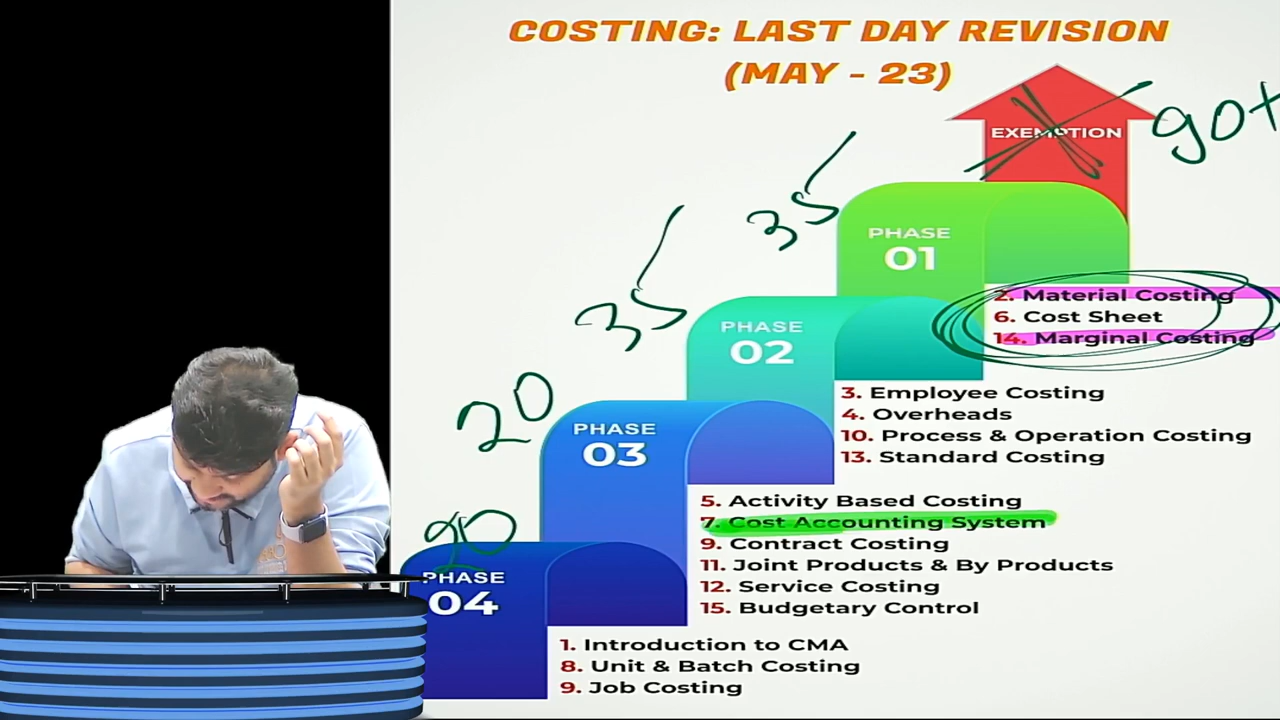 COSTING: LAST DAY REVISION
(MAY - 23)
EXEMPTION
got
35
PHASE
01
2. Material Costing
6. Cost Sheet
14. Marginal Costing
35
PHASE
02
3. Employee Costing
4. Overheads
10. Process & Operation Costing
13. Standard Costing
20
PHASE
03
5. Activity Based Costing
7. Cost Accounting System
9. Contract Costing
11. Joint Products & By Products
12. Service Costing
15. Budgetary Control
PHASE
04
1. Introduction to CMA
8. Unit & Batch Costing
9. Job Costing